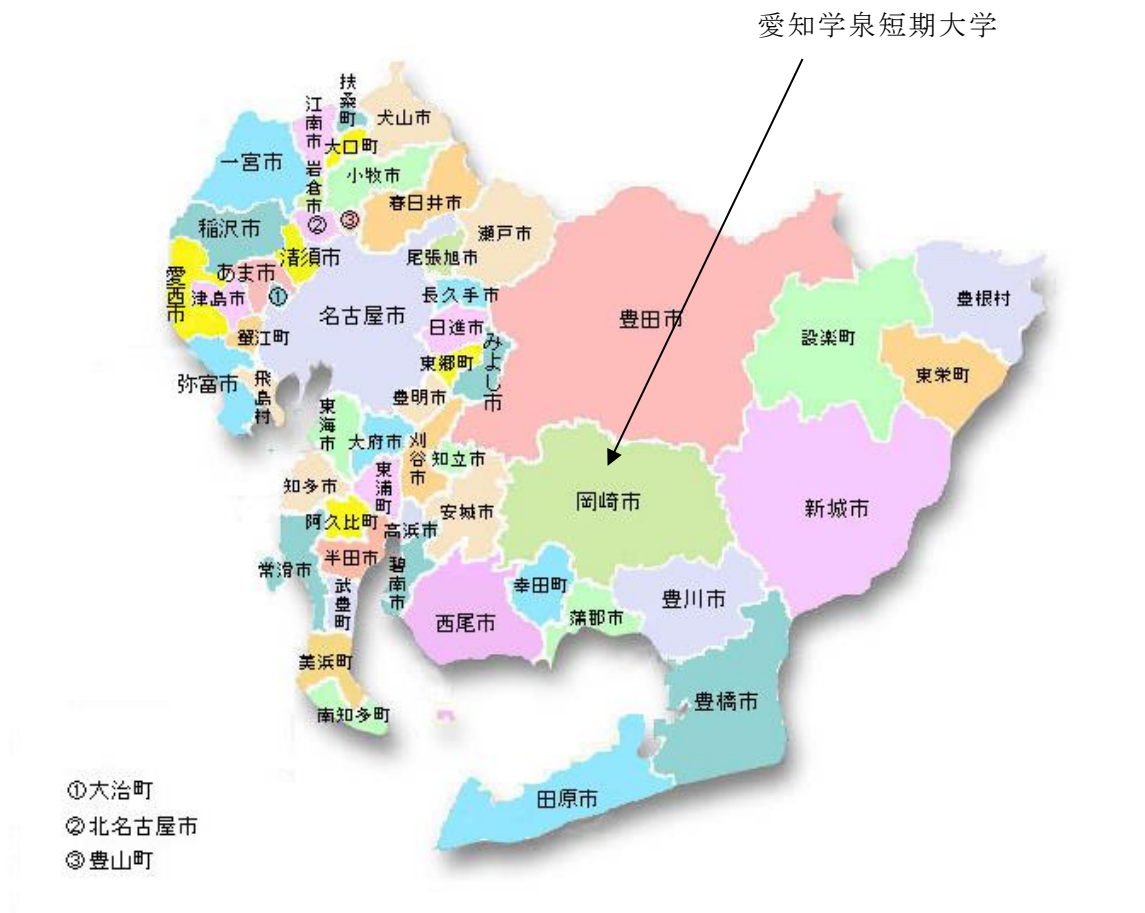 愛知学泉短期大学
扶桑町
江南市
犬山市
大口町
一宮市
岩倉市
小牧市
春日井市
②
③
稲沢市
瀬戸市
清須市
尾張旭市
愛西市
あま市
津島市
①
長久手市
名古屋市
日進市
豊田市
豊根村
設楽町
蟹江町
みよし市
東郷町
東栄町
弥富市
飛島村
豊明市
東海市
大府市
刈谷市
知立市
知多市
東浦町
岡崎市
新城市
安城市
阿久比町
高浜市
半田市
常滑市
碧南市
武豊町
幸田町
豊川市
西尾市
蒲郡市
美浜町
豊橋市
南知多町
田原市
①大治町
②北名古屋市
③豊山町